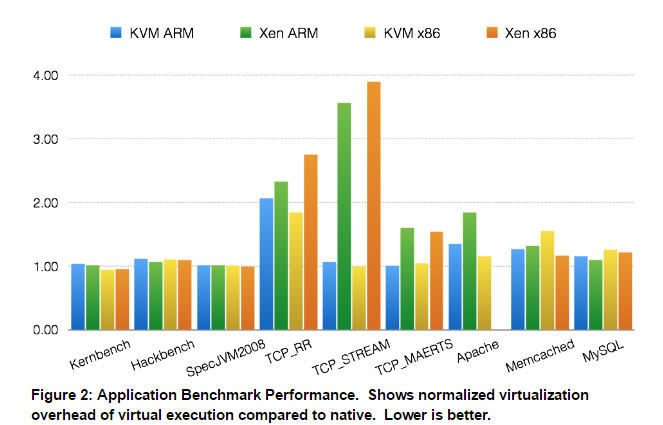 KVM ARM Xen ARM KVM x86 Xen x86
4.00
3.00
2.00
1.00
0.00
Kernbench
Hackbench
SpecJVM2008
TCP_RR
TCP_STREAM
TCP_MAERTS
Apache
Memcached
MySQL
Figure 2: Application Benchmark Performance. Shows normalized virtualization
overhead of virtual execution compared to native. Lower is better.